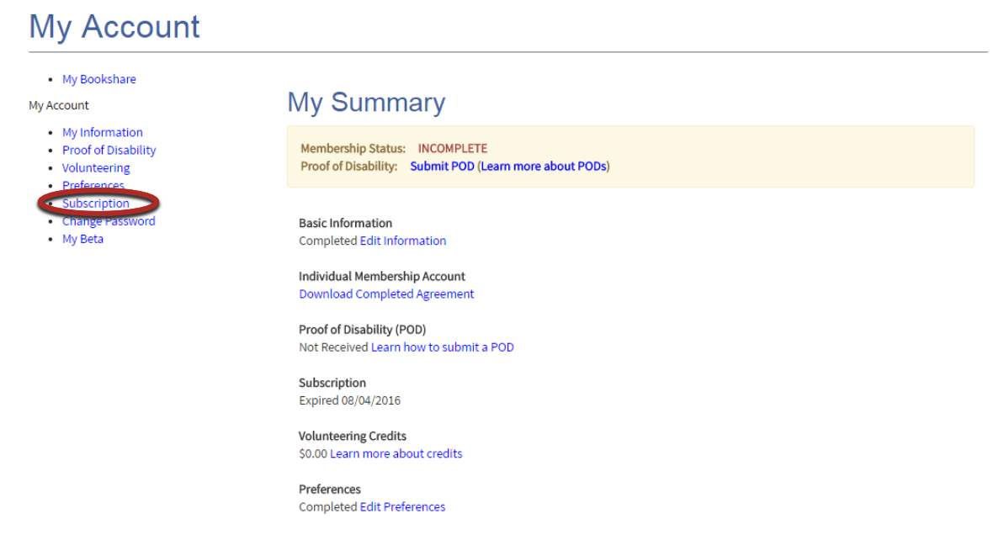 My Account
My Bookshare
My Account
My Information
Proof of Disability
Volunteering
Preferences
Subscription
Change Password
My Beta
My Summary
Membership Status: INCOMPLETE
Proof of Disability: Submit POD (Learn more about PODs)
Basic Information
Completed Edit Information
Individual Membership Account
Download Completed Agreement
Proof of Disability (POD)
Not Received Learn how to submit a POD
Subscription
Expired 08/04/2016
Volunteering Credits
$0.00 Learn more about credits
Preferences
Completed Edit Preferences